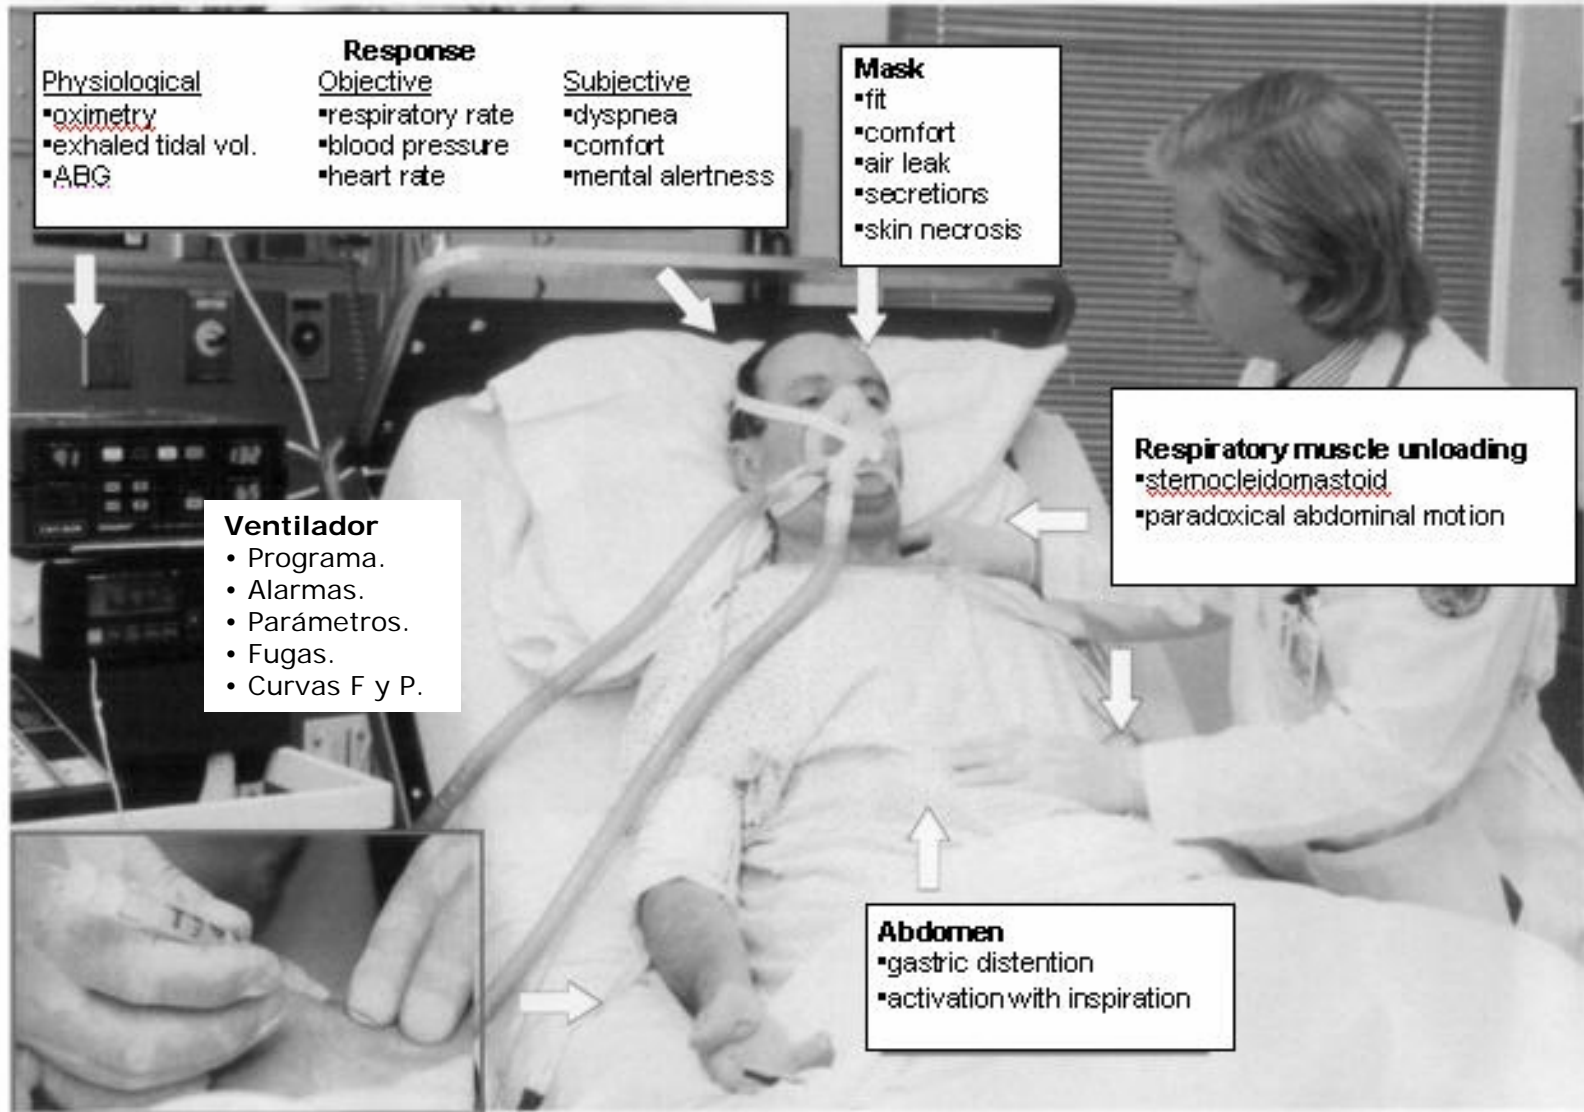 Response
Physiological
▪oximetry
▪exhaled tidal vol.
▪ABG
Objective
▪respiratory rate
▪blood pressure
▪heart rate
Subjective
▪dyspnea
▪comfort
▪mental alertness
Mask
▪fit
▪comfort
▪air leak
▪secretions
▪skin necrosis
Respiratory muscle unloading
▪sternocleidomastoid
▪paradoxical abdominal motion
Ventilador
• Programa.
• Alarmas.
• Parámetros.
• Fugas.
• Curvas F y P.
Abdomen
▪gastric distention
▪activation with inspiration